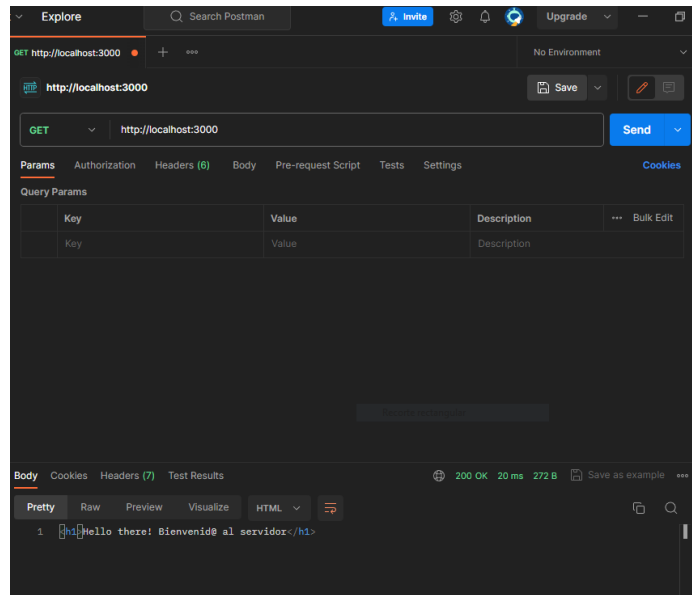 Explore Search Postman Invite Upgrade
GET http://localhost:3000 No Environment
HTTP http://localhost:3000 Save
GET http://localhost:3000 Send
Params Authorization Headers (6) Body Pre-request Script Tests Settings Cookies
Query Params
Key Value Description Bulk Edit
Key Value Description
Body Cookies Headers (7) Test Results 200 OK 20 ms 272 B Save as example
Pretty Raw Preview Visualize HTML
1 <h1>Hello there! Bienvenid@ al servidor</h1>